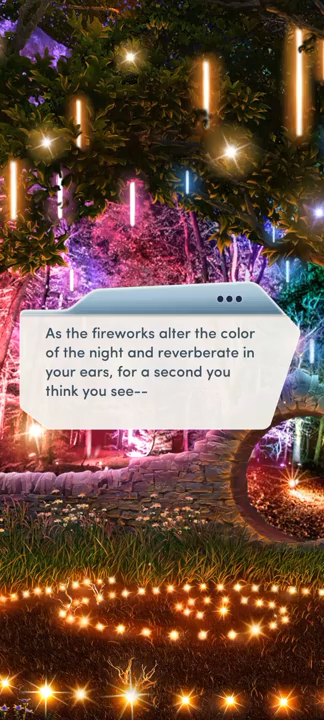 As the fireworks alter the color
of the night and reverberate in
your ears, for a second you
think you see--